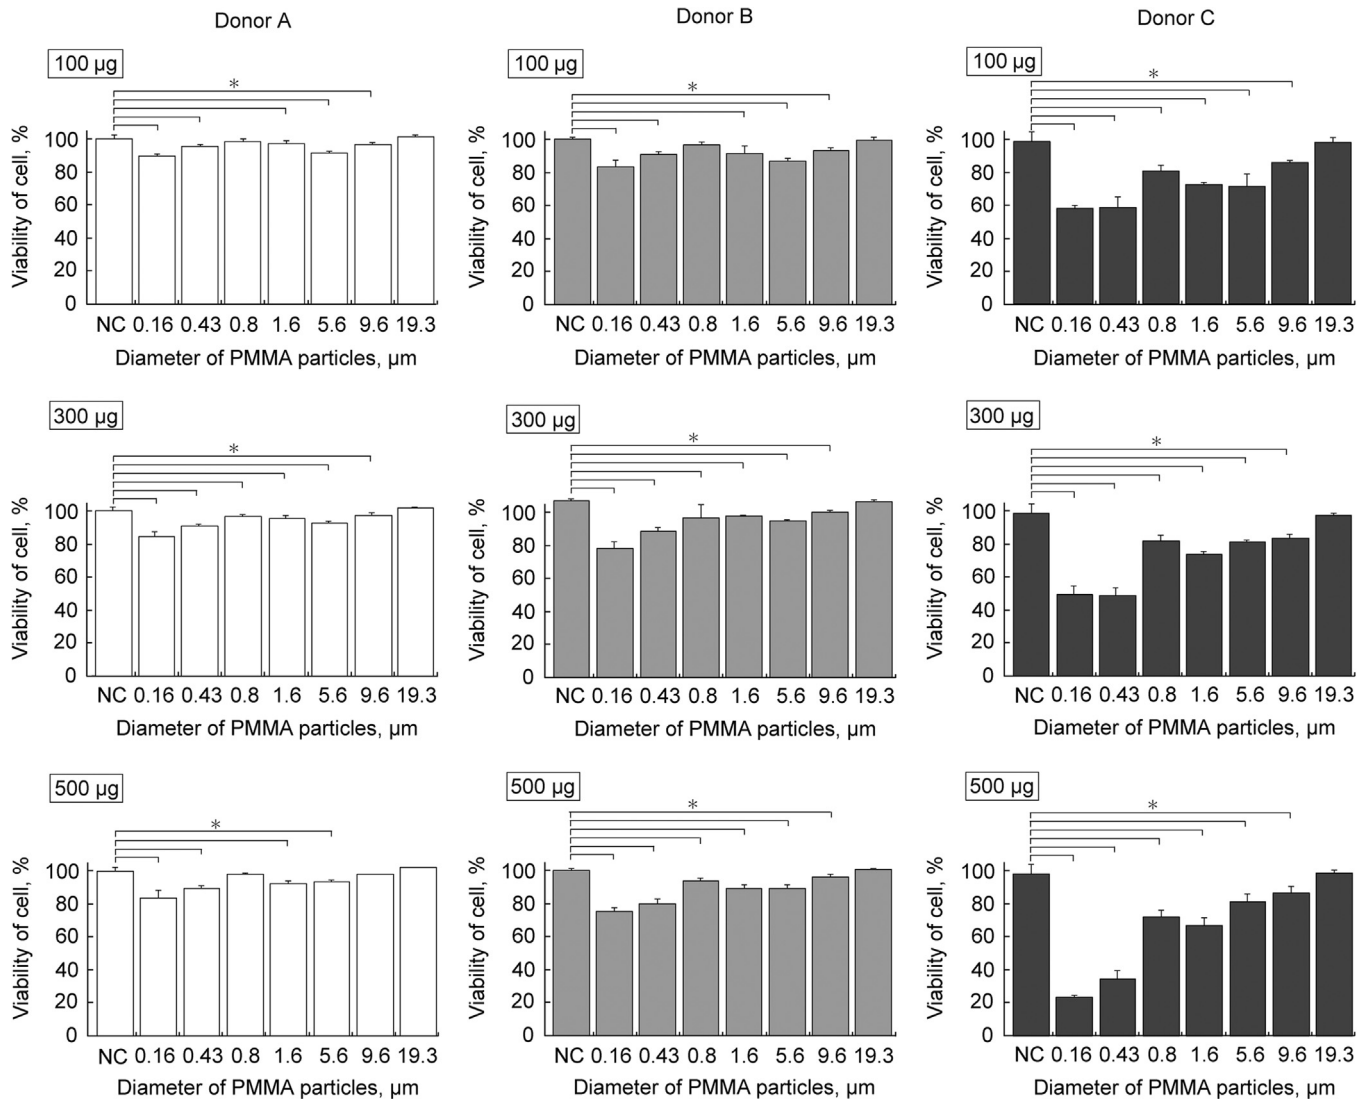 Donor A
Donor B
Donor C
100 µg
*
Viability of cell, %
100
80
60
40
20
0
NC 0.16 0.43 0.8 1.6 5.6 9.6 19.3
Diameter of PMMA particles, µm
100 µg
*
Viability of cell, %
100
80
60
40
20
0
NC 0.16 0.43 0.8 1.6 5.6 9.6 19.3
Diameter of PMMA particles, µm
100 µg
*
Viability of cell, %
100
80
60
40
20
0
NC 0.16 0.43 0.8 1.6 5.6 9.6 19.3
Diameter of PMMA particles, µm
300 µg
*
Viability of cell, %
100
80
60
40
20
0
NC 0.16 0.43 0.8 1.6 5.6 9.6 19.3
Diameter of PMMA particles, µm
300 µg
*
Viability of cell, %
100
80
60
40
20
0
NC 0.16 0.43 0.8 1.6 5.6 9.6 19.3
Diameter of PMMA particles, µm
300 µg
*
Viability of cell, %
100
80
60
40
20
0
NC 0.16 0.43 0.8 1.6 5.6 9.6 19.3
Diameter of PMMA particles, µm
500 µg
*
Viability of cell, %
100
80
60
40
20
0
NC 0.16 0.43 0.8 1.6 5.6 9.6 19.3
Diameter of PMMA particles, µm
500 µg
*
Viability of cell, %
100
80
60
40
20
0
NC 0.16 0.43 0.8 1.6 5.6 9.6 19.3
Diameter of PMMA particles, µm
500 µg
*
Viability of cell, %
100
80
60
40
20
0
NC 0.16 0.43 0.8 1.6 5.6 9.6 19.3
Diameter of PMMA particles, µm